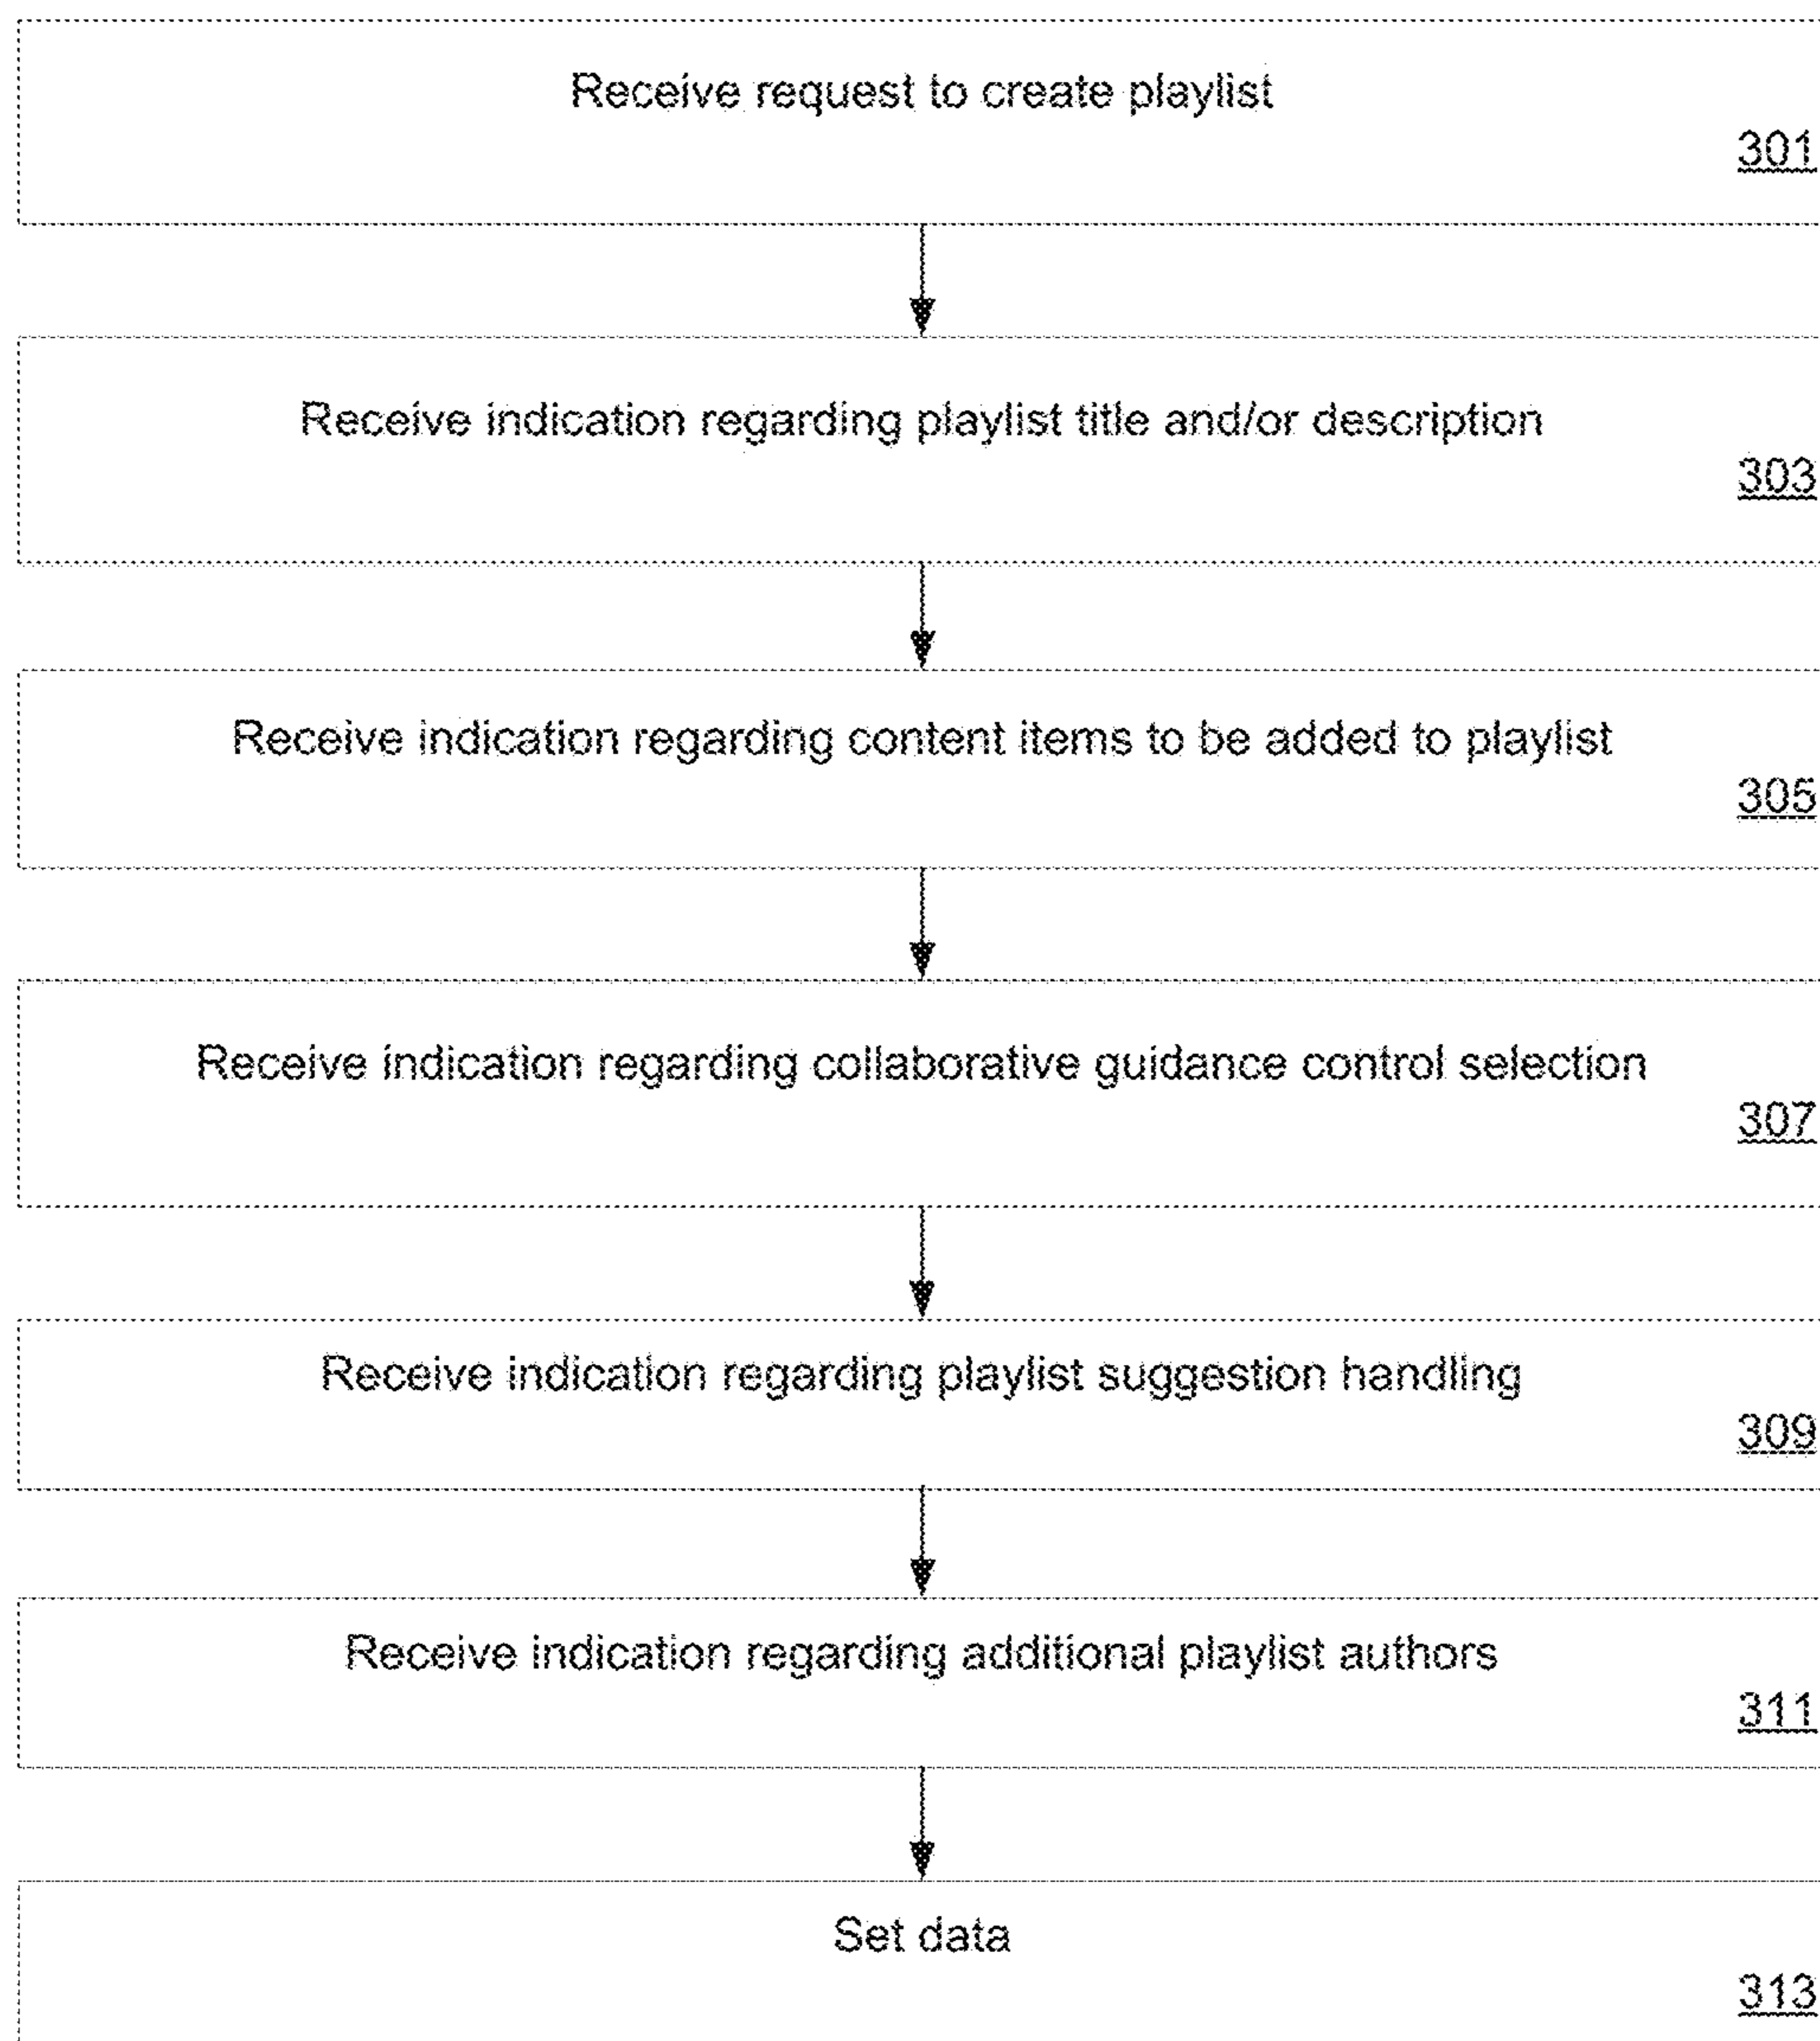 Receive request to create playlist
301
Receive indication regarding playlist title and/or description
303
Receive indication regarding content items to be added to playlist
305
Receive indication regarding collaborative guidance control selection
307
Receive indication regarding playlist suggestion handling
309
Receive indication regarding additional playlist authors
311
Set data
313